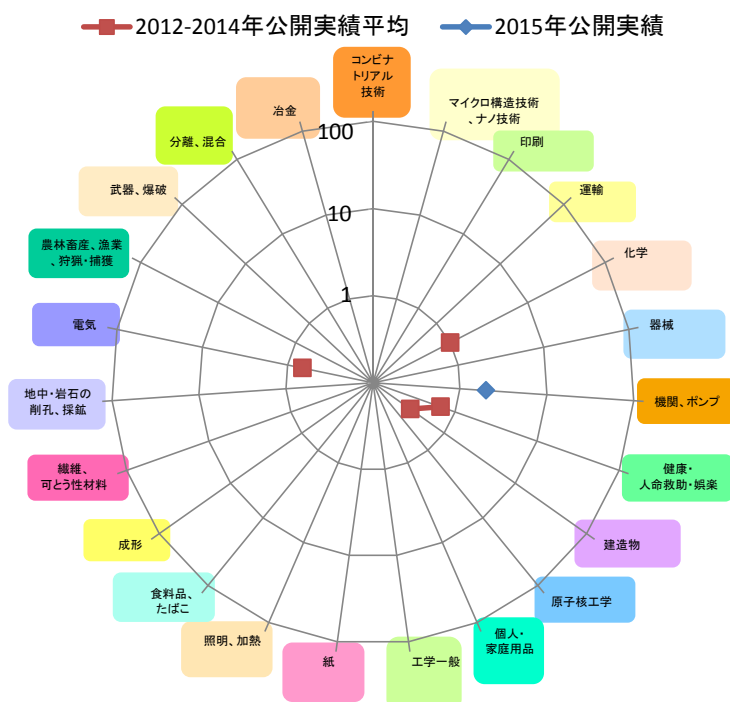 2012-2014年公開実績平均
2015年公開実績
コンビナ
トリアル
技術
マイクロ構造技術
、ナノ技術
印刷
運輸
化学
器械
機関、ポンプ
健康・
人命救助・娯楽
建造物
原子核工学
個人・
家庭用品
工学一般
紙
照明、加熱
食料品、
たばこ
成形
繊維、
可とう性材料
地中・岩石の
削孔、採鉱
電気
農林畜産、漁業
、狩猟・捕獲
武器、爆破
分離、混合
冶金
100
10
1